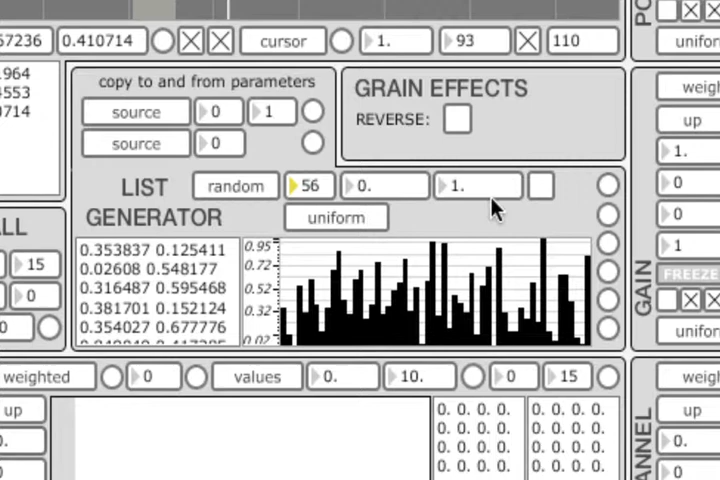 57236 0.410714 cursor 1. 93 110 uniform
.964
4553
0714
copy to and from parameters
source 0 1
source 0
GRAIN EFFECTS
REVERSE:
LIST
GENERATOR
random 56 0. 1.
uniform
0.353837 0.125411
0.02608 0.548177
0.316487 0.595468
0.381701 0.152124
0.354027 0.677776
0.95
0.72
0.52
0.32
0.02
15
0
0
weigh
up
1.
0
0
1
FREEZE
GAIN
uniform
weighted 0 values 0. 10. 0 15
up
0.
0
0. 0. 0. 0. 0. 0. 0. 0.
0. 0. 0. 0. 0. 0. 0. 0.
0. 0. 0. 0. 0. 0. 0. 0.
0. 0. 0. 0. 0. 0. 0. 0.
weigh
up
0.
0